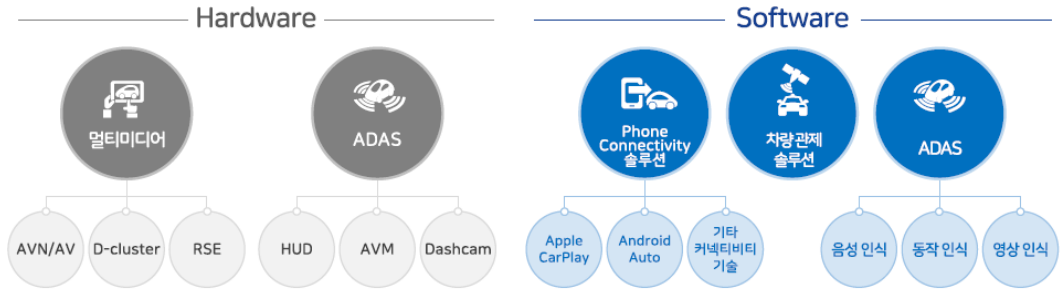 Hardware
멀티미디어
ADAS
AVN/AV
D-cluster
RSE
HUD
AVM
Dashcam
Software
Phone
Connectivity
솔루션
차량관제
솔루션
ADAS
Apple
CarPlay
Android
Auto
기타
커넥티비티
기술
음성 인식
동작 인식
영상 인식